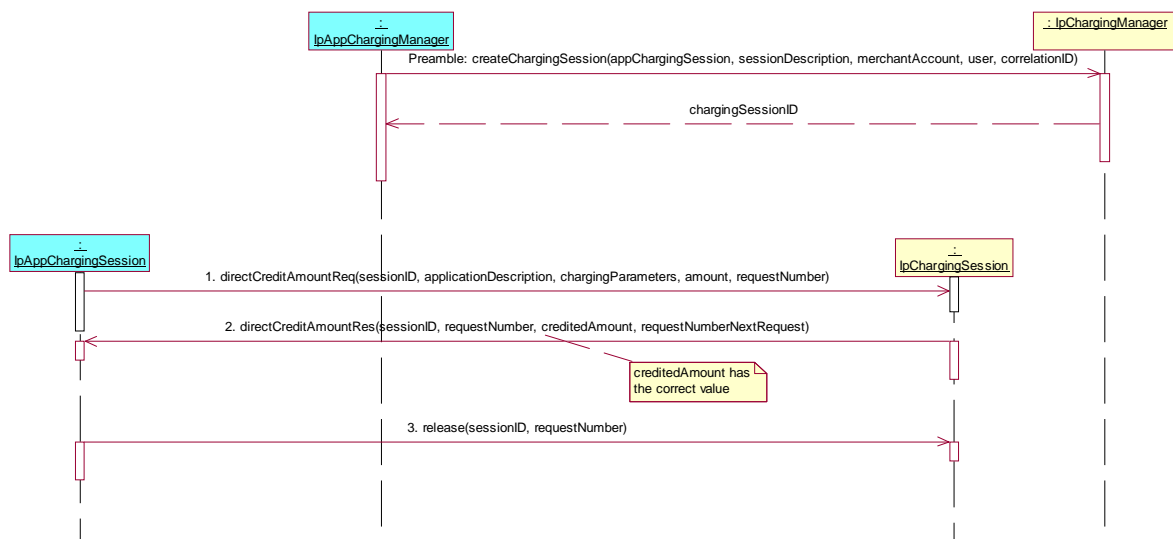 :
IpAppChargingManager
: IpChargingManager
Preamble: createChargingSession(appChargingSession, sessionDescription, merchantAccount, user, correlationID)
chargingSessionID
:
IpAppChargingSession
:
IpChargingSession
1. directCreditAmountReq(sessionID, applicationDescription, chargingParameters, amount, requestNumber)
2. directCreditAmountRes(sessionID, requestNumber, creditedAmount, requestNumberNextRequest)
creditedAmount has
the correct value
3. release(sessionID, requestNumber)